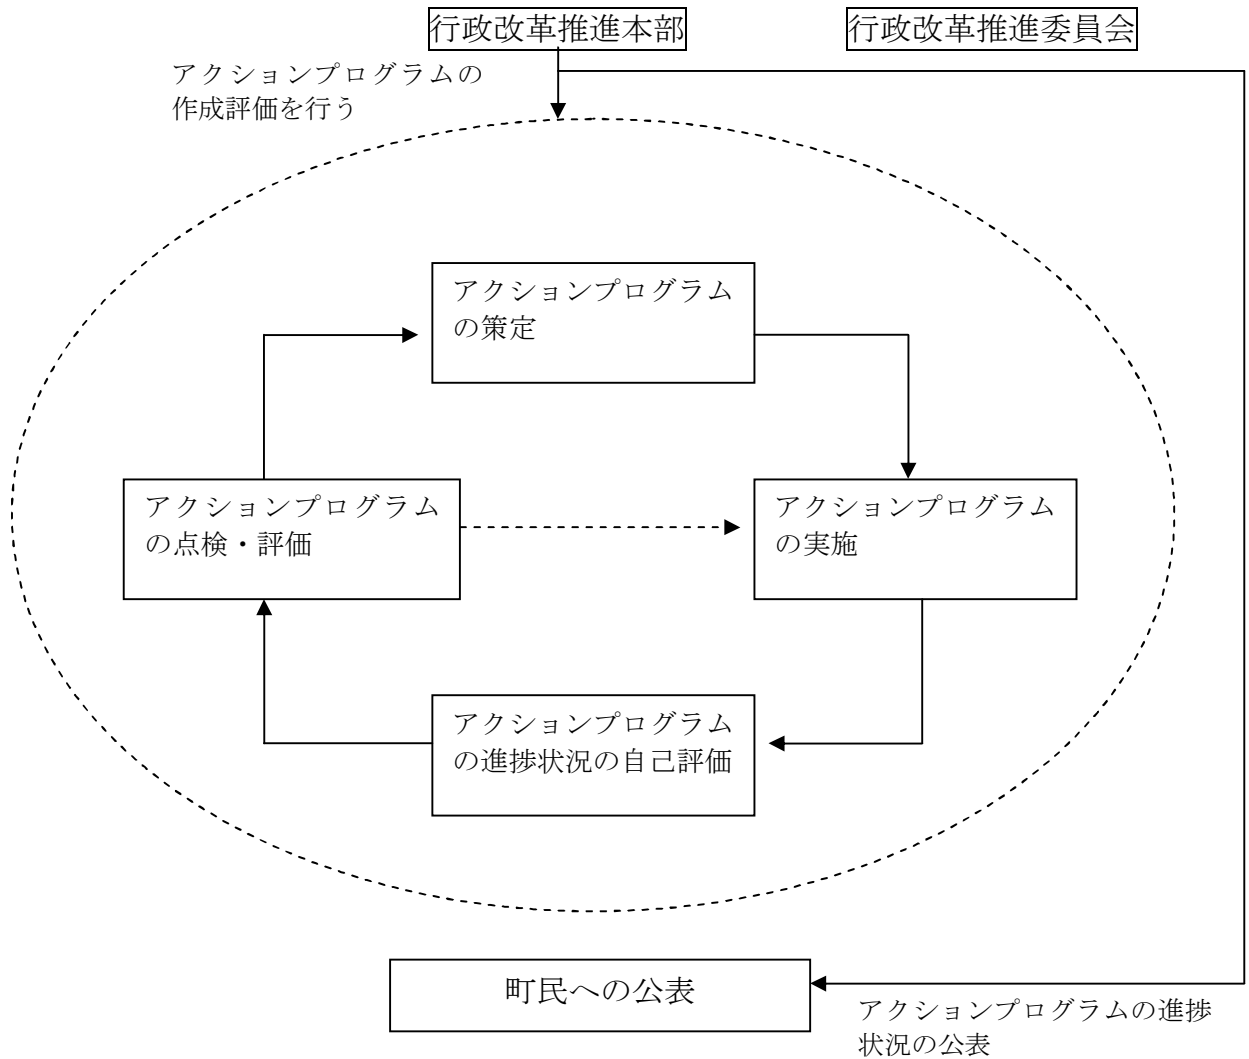 行政改革推進本部
行政改革推進委員会
アクションプログラムの
作成評価を行う
アクションプログラム
の策定
アクションプログラム
の点検・評価
アクションプログラム
の実施
アクションプログラム
の進捗状況の自己評価
町民への公表
アクションプログラムの進捗
状況の公表